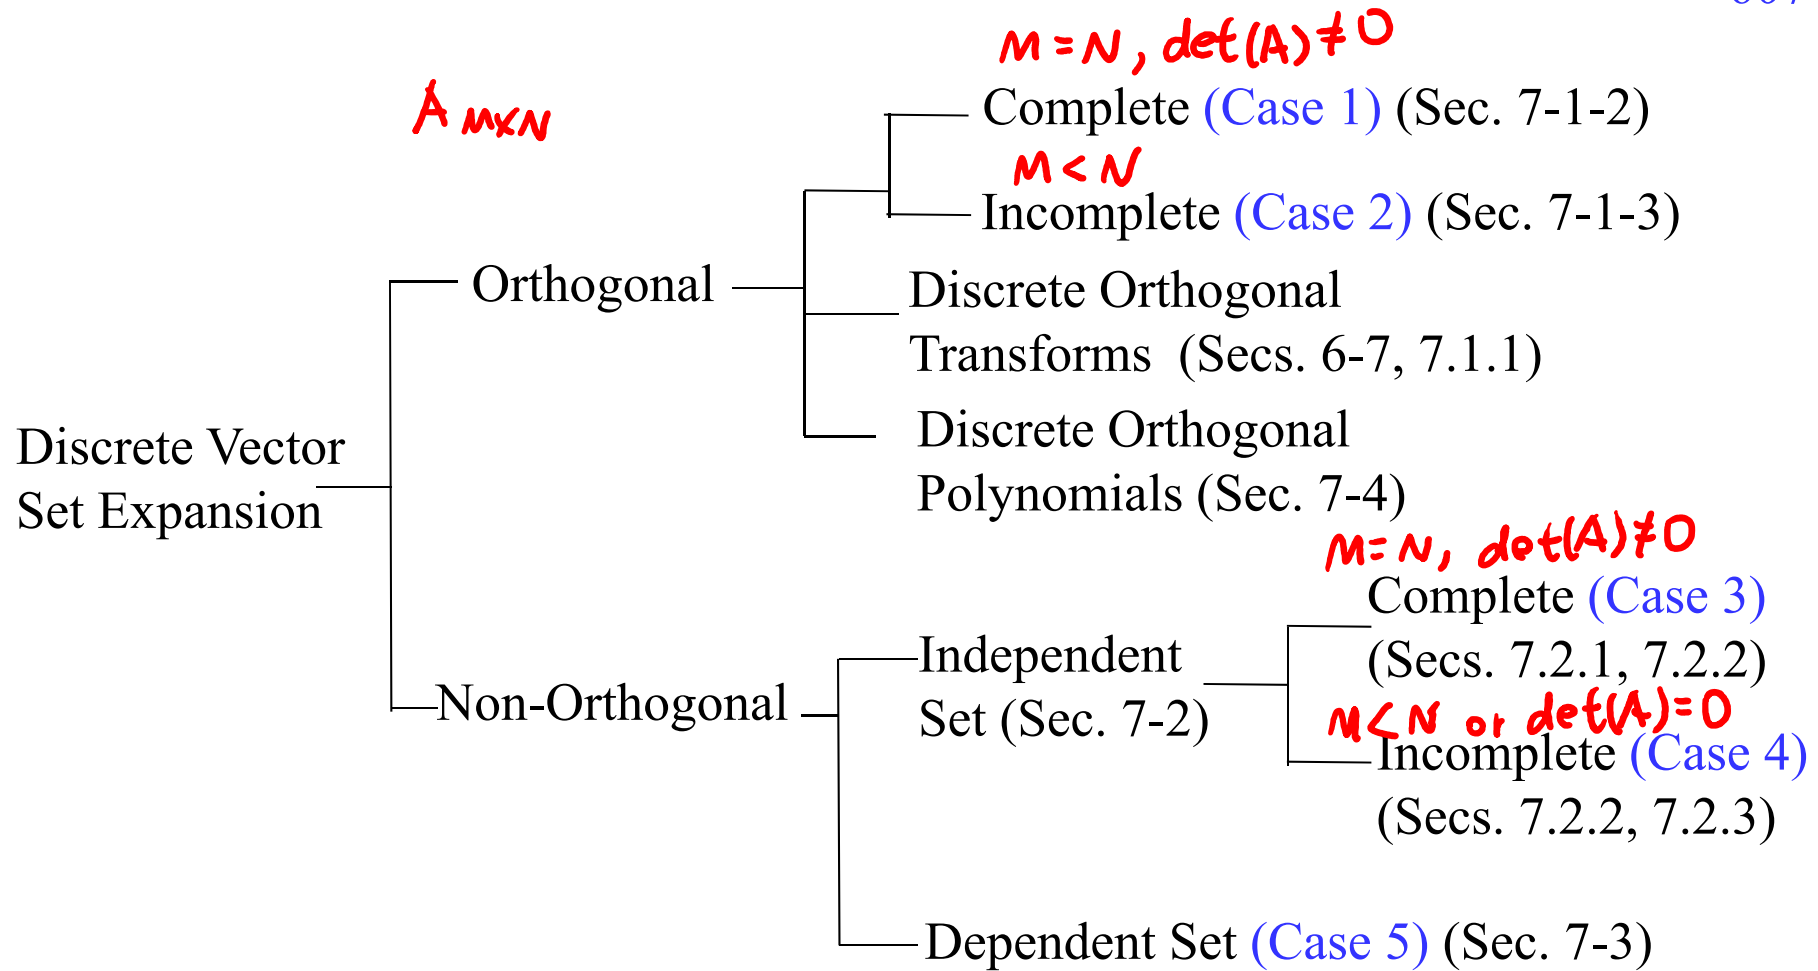 M = N, det(A) ≠ 0
A M×N
Complete (Case 1) (Sec. 7-1-2)
M < N
Incomplete (Case 2) (Sec. 7-1-3)
Orthogonal
Discrete Orthogonal
Transforms (Secs. 6-7, 7.1.1)
Discrete Orthogonal
Polynomials (Sec. 7-4)
Discrete Vector
Set Expansion
M = N, det(A) ≠ 0
Complete (Case 3)
(Secs. 7.2.1, 7.2.2)
Independent
Set (Sec. 7-2)
Non-Orthogonal
M < N or det(A) = 0
Incomplete (Case 4)
(Secs. 7.2.2, 7.2.3)
Dependent Set (Case 5) (Sec. 7-3)